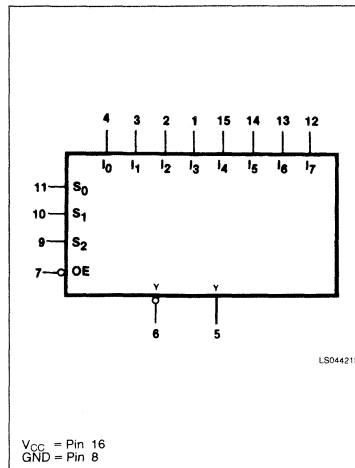 4 3 2 1 15 14 13 12
I0 I1 I2 I3 I4 I5 I6 I7
11 S0
10 S1
9 S2
7 OE
Y Y
6 5
LS04421S
VCC = Pin 16
GND = Pin 8